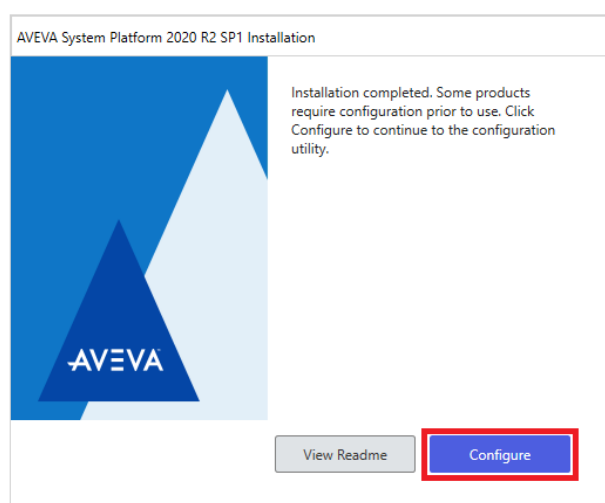 AVEVA System Platform 2020 R2 SP1 Installation
Installation completed. Some products
require configuration prior to use. Click
Configure to continue to the configuration
utility.
AVEVA
View Readme
Configure